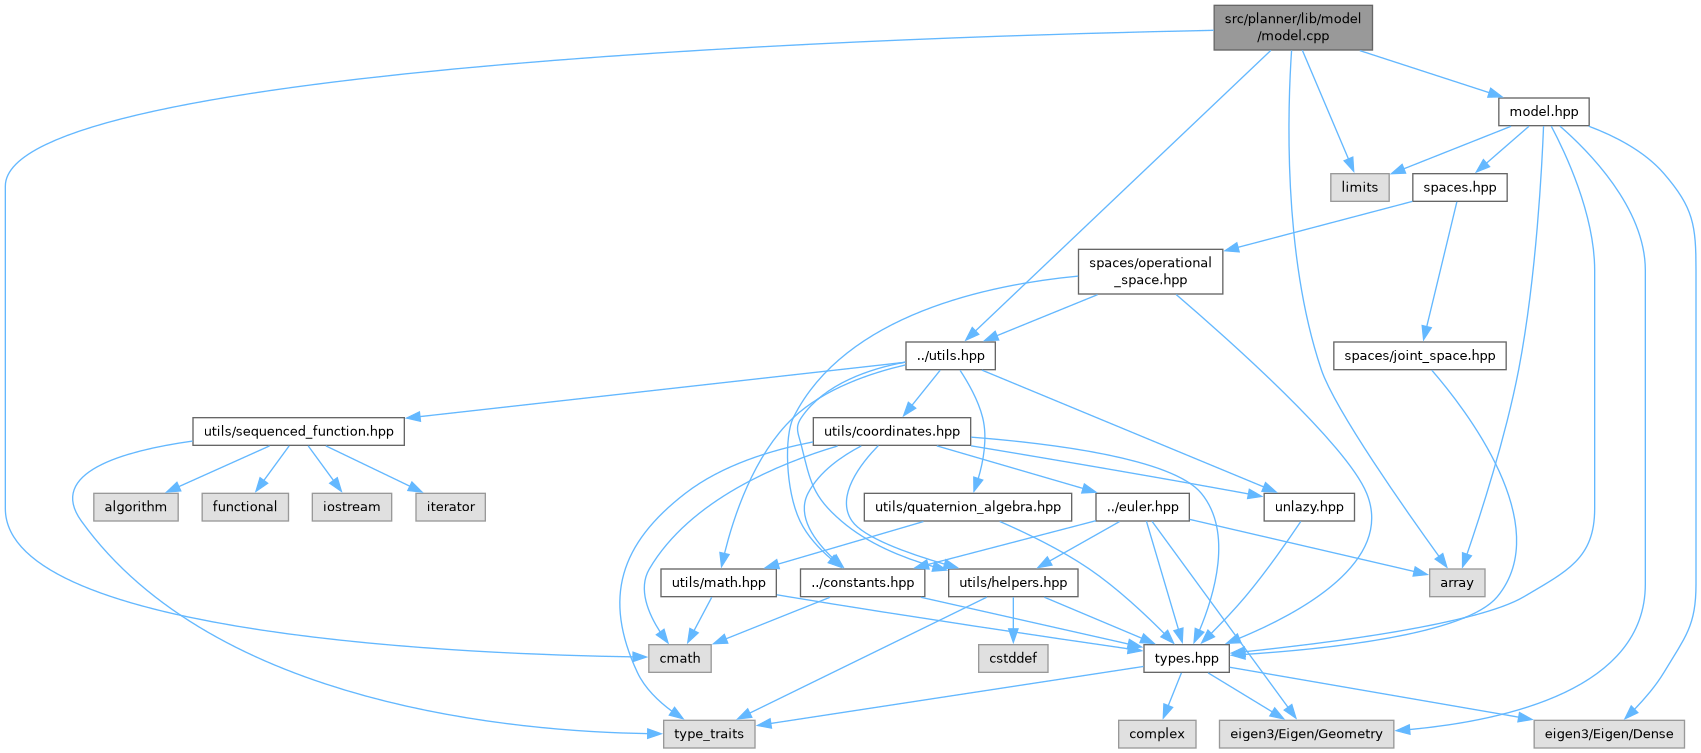 src/planner/lib/model
/model.cpp
model.hpp
limits
spaces.hpp
spaces/operational
_space.hpp
../utils.hpp
spaces/joint_space.hpp
utils/sequenced_function.hpp
utils/coordinates.hpp
algorithm
functional
iostream
iterator
utils/quaternion_algebra.hpp
../euler.hpp
unlazy.hpp
utils/math.hpp
../constants.hpp
utils/helpers.hpp
array
cmath
cstddef
types.hpp
type_traits
complex
eigen3/Eigen/Geometry
eigen3/Eigen/Dense